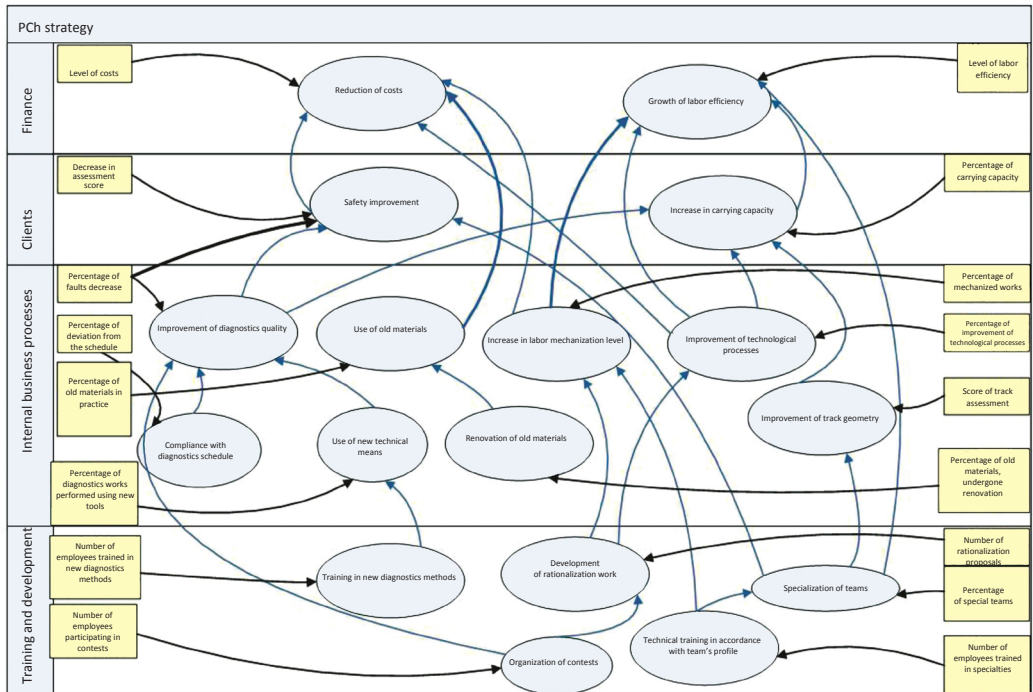 PCh strategy
Finance
Level of costs
Reduction of costs
Growth of labor efficiency
Level of labor
efficiency
Clients
Decrease in
assessment
score
Safety improvement
Increase in carrying capacity
Percentage of
carrying capacity
Internal business processes
Percentage of
faults decrease
Percentage of
deviation from
the schedule
Percentage of
old materials in
practice
Percentage of
diagnostics works
performed using new
tools
Improvement of diagnostics quality
Use of old materials
Increase in labor mechanization level
Improvement of technological
processes
Compliance with
diagnostics schedule
Use of new technical
means
Renovation of old materials
Improvement of track geometry
Percentage of
mechanized works
Percentage of
improvement of
technological processes
Score of track
assessment
Percentage of old
materials, undergone
renovation
Training and development
Number of
employees trained in
new diagnostics
methods
Number of
employees
participating in
contests
Training in new diagnostics methods
Development
of rationalization work
Specialization of teams
Organization of contests
Technical training in accordance
with team's profile
Number of
rationalization
proposals
Percentage
of special teams
Number of
employees trained
in specialties